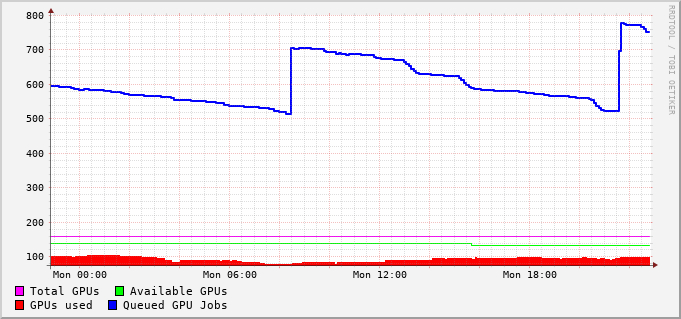 800
700
600
500
400
300
200
100
Mon 00:00 Mon 06:00 Mon 12:00 Mon 18:00
Total GPUs Available GPUs
GPUs used Queued GPU Jobs
RRDTOOL / TOBI OETIKER